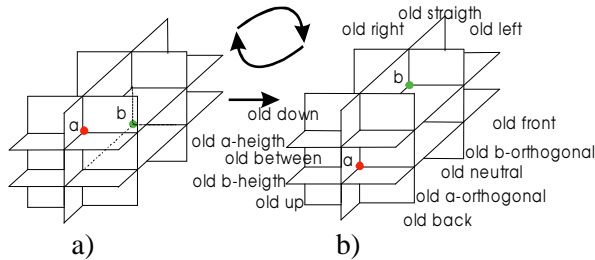 old straigth
old right
old left
a
b
b
old down
old front
old a-heigth
old between
a
old b-orthogonal
old neutral
old b-heigth
old a-orthogonal
old up
old back
a)
b)